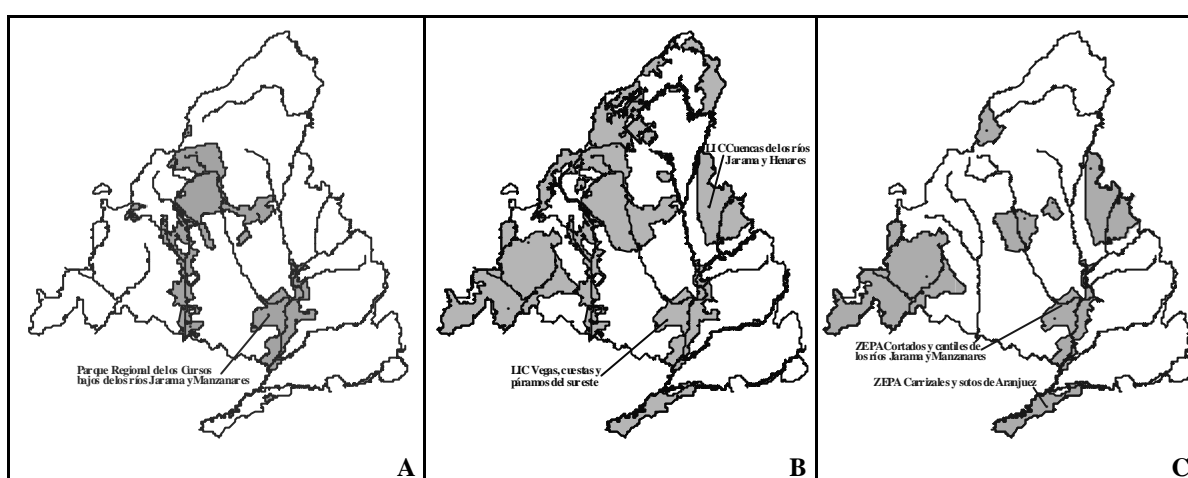 Parque Regional de los Cursos
bajos de los ríos Jarama y Manzanares
A
LIC Cuencas de los ríos
Jarama y Henares
LIC Vegas, cuestas y
páramos del sureste
B
ZEPA Cortados y cantiles de
los ríos Jarama y Manzanares
ZEPA Carrizales y sotos de Aranjuez
C